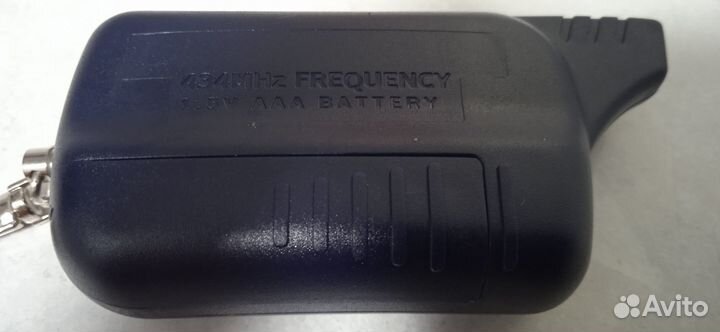 434MHz FREQUENCY
1.5V AAA BATTERY
Avito